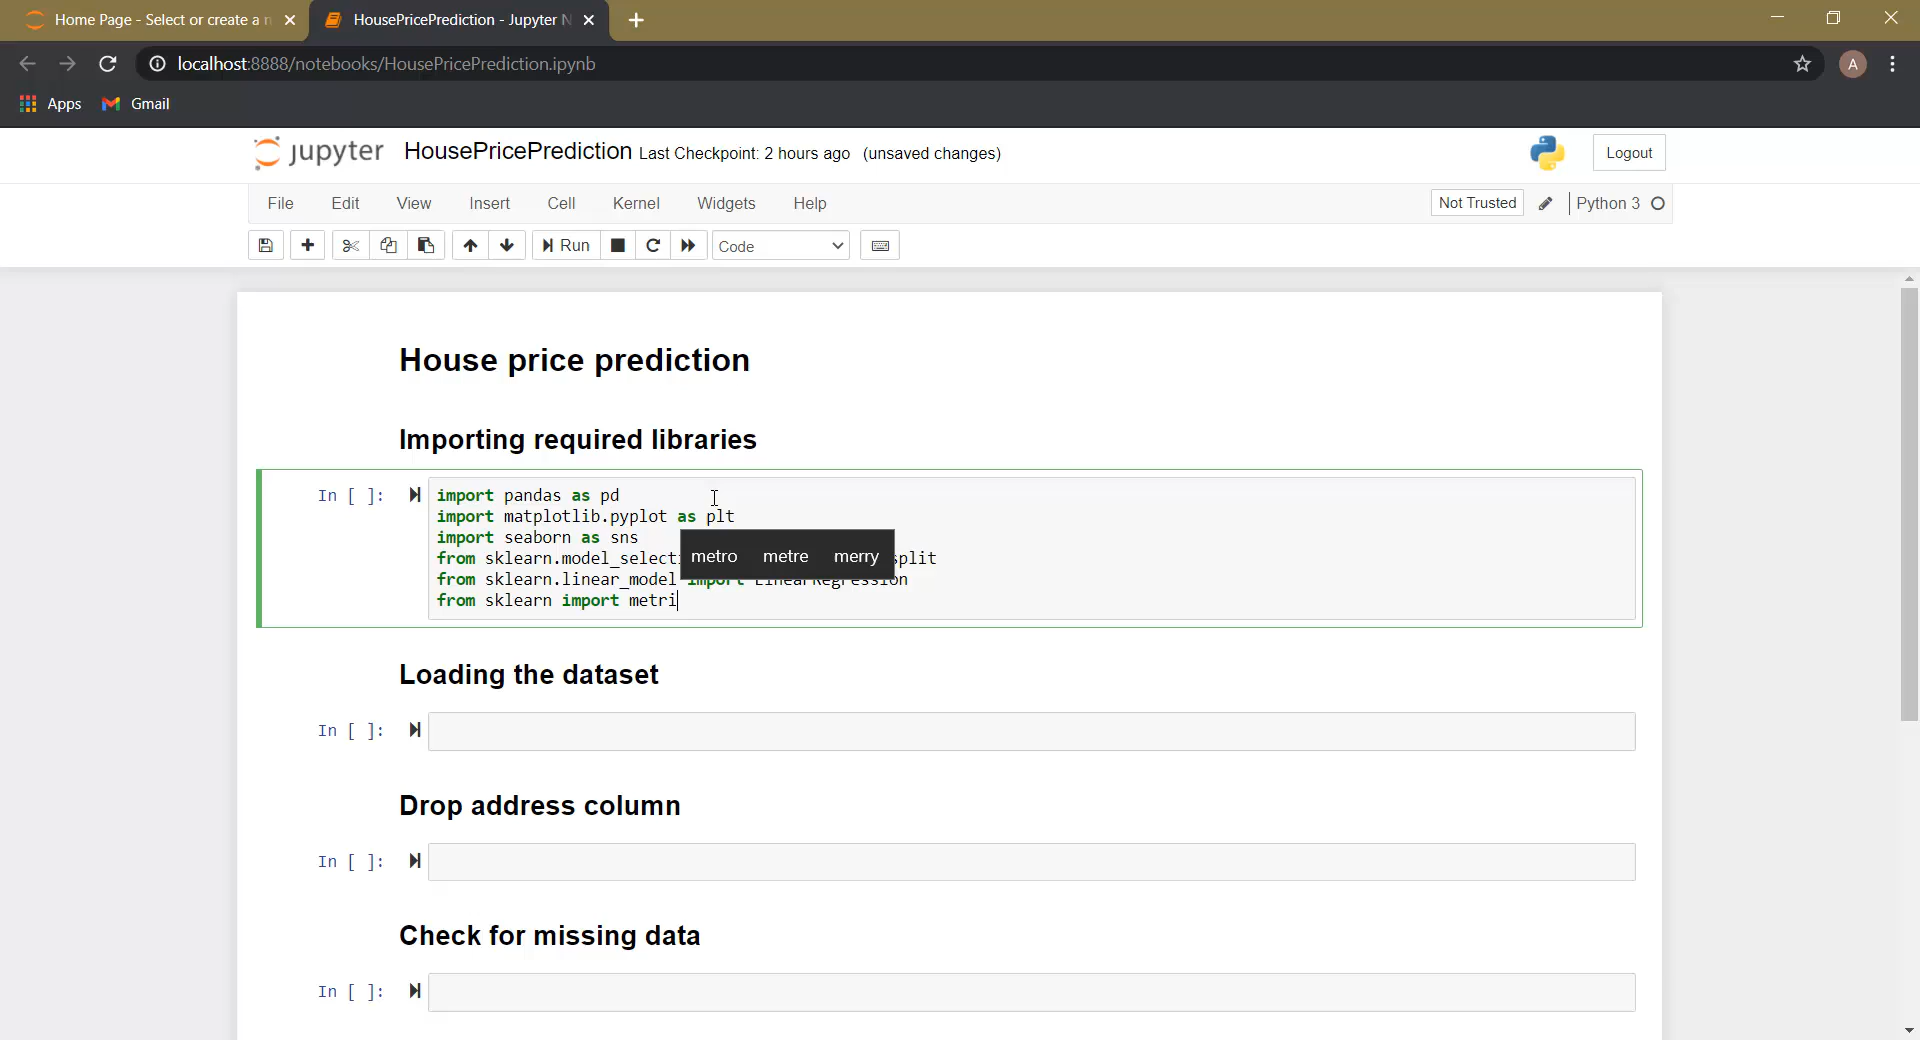 Home Page - Select or create a n
HousePricePrediction - Jupyter N
localhost:8888/notebooks/HousePricePrediction.ipynb
A
Apps
Gmail
jupyter
HousePricePrediction Last Checkpoint: 2 hours ago (unsaved changes)
Logout
File Edit View Insert Cell Kernel Widgets Help
Not Trusted
Python 3
Run
Code
House price prediction
Importing required libraries
In [ ]:
import pandas as pd
import matplotlib.pyplot as plt
import seaborn as sns
metro metre merry
from sklearn.model_selecti split
from sklearn.linear_model import LinearRegression
from sklearn import metri
Loading the dataset
In [ ]:
Drop address column
In [ ]:
Check for missing data
In [ ]: